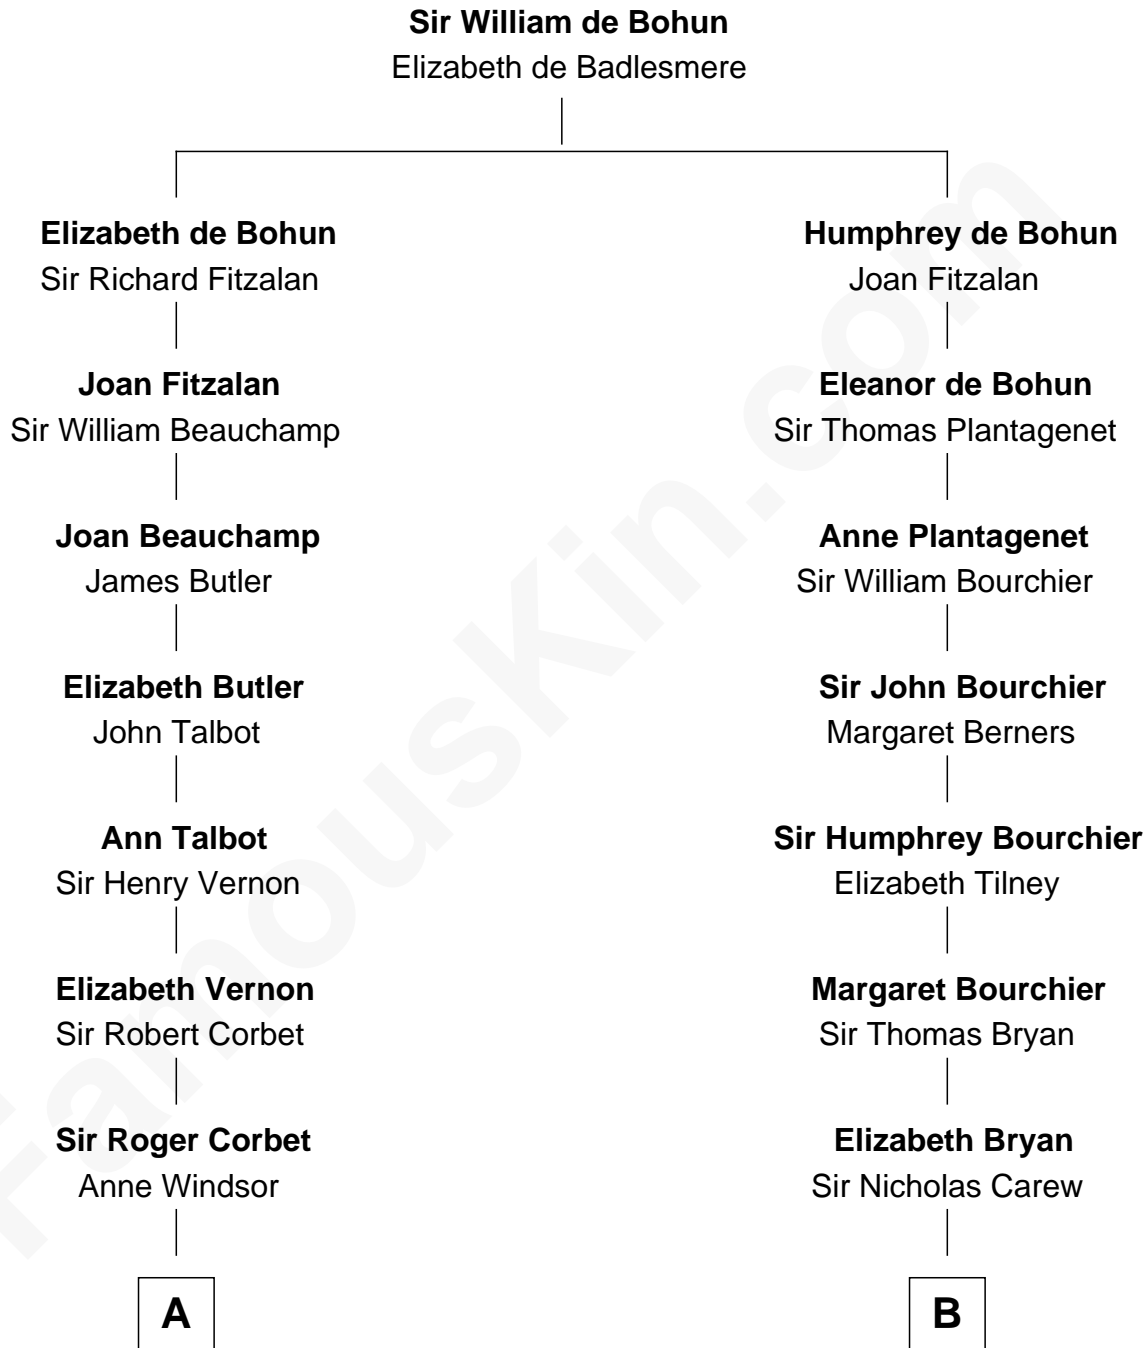 Sir William de Bohun
Elizabeth de Badlesmere
Elizabeth de Bohun
Sir Richard Fitzalan
Humphrey de Bohun
Joan Fitzalan
Joan Fitzalan
Sir William Beauchamp
Eleanor de Bohun
Sir Thomas Plantagenet
Joan Beauchamp
James Butler
Anne Plantagenet
Sir William Bourchier
Elizabeth Butler
John Talbot
Sir John Bourchier
Margaret Berners
Ann Talbot
Sir Henry Vernon
Sir Humphrey Bourchier
Elizabeth Tilney
Elizabeth Vernon
Sir Robert Corbet
Margaret Bourchier
Sir Thomas Bryan
Sir Roger Corbet
Anne Windsor
Elizabeth Bryan
Sir Nicholas Carew
A
B
FamousKin.com